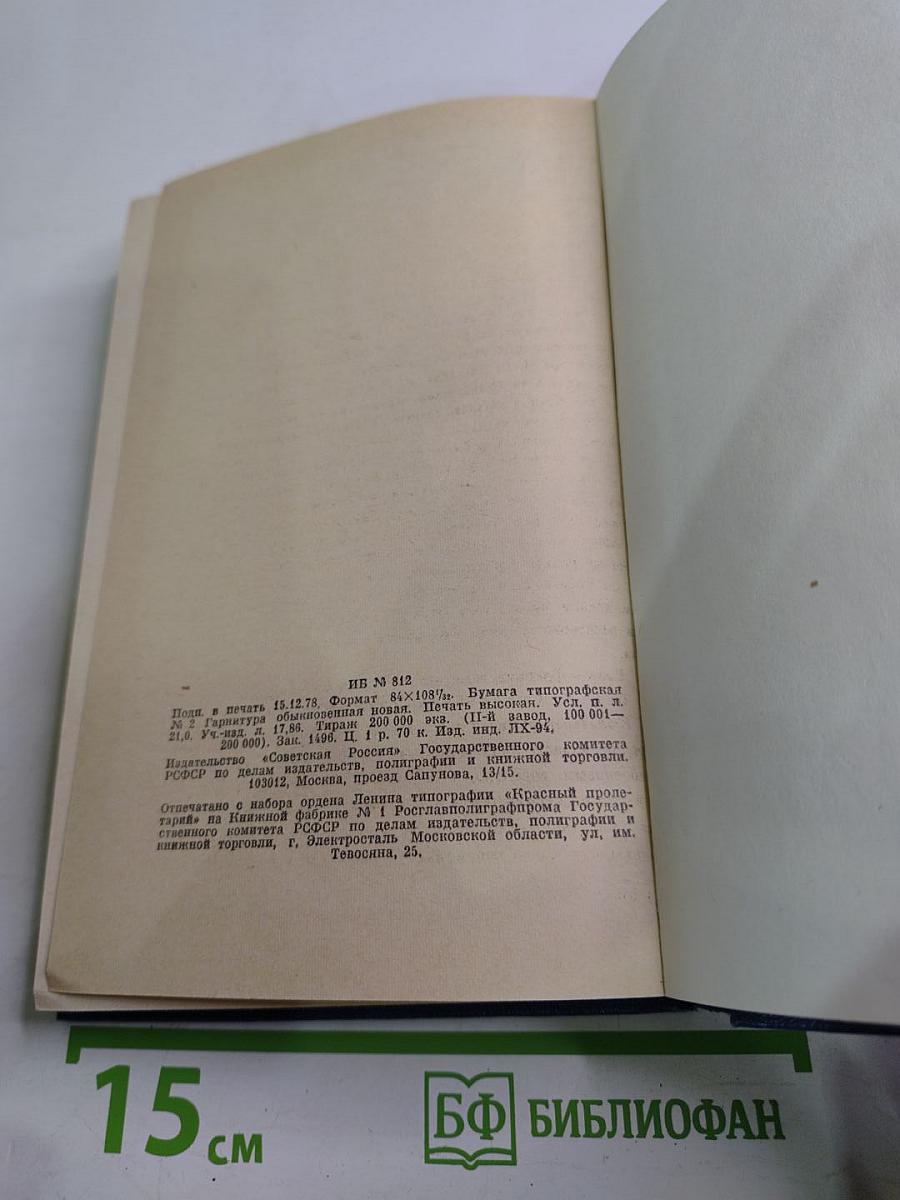 ИБ № 812
Подп. в печать 15.12.78. Формат 84×108¹/₃₂. Бумага типографская
№ 2 Гарнитура обыкновенная новая. Печать высокая. Усл. п. л.
21,0. Уч.-изд. л. 17,86. Тираж 200 000 экз. (II-й завод, 100 001—
200 000). Зак. 1496. Ц. 1 р. 70 к. Изд. инд. ЛХ-94.
Издательство «Советская Россия» Государственного комитета
РСФСР по делам издательств, полиграфии и книжной торговли.
103012, Москва, проезд Сапунова, 13/15.
Отпечатано с набора ордена Ленина типографии «Красный проле-
тарий» на Книжной фабрике № 1 Росглавполиграфпрома Государ-
ственного комитета РСФСР по делам издательств, полиграфии и
книжной торговли, г. Электросталь Московской области, ул. им.
Тевосяна, 25.
15 см
БФ БИБЛИОФАН